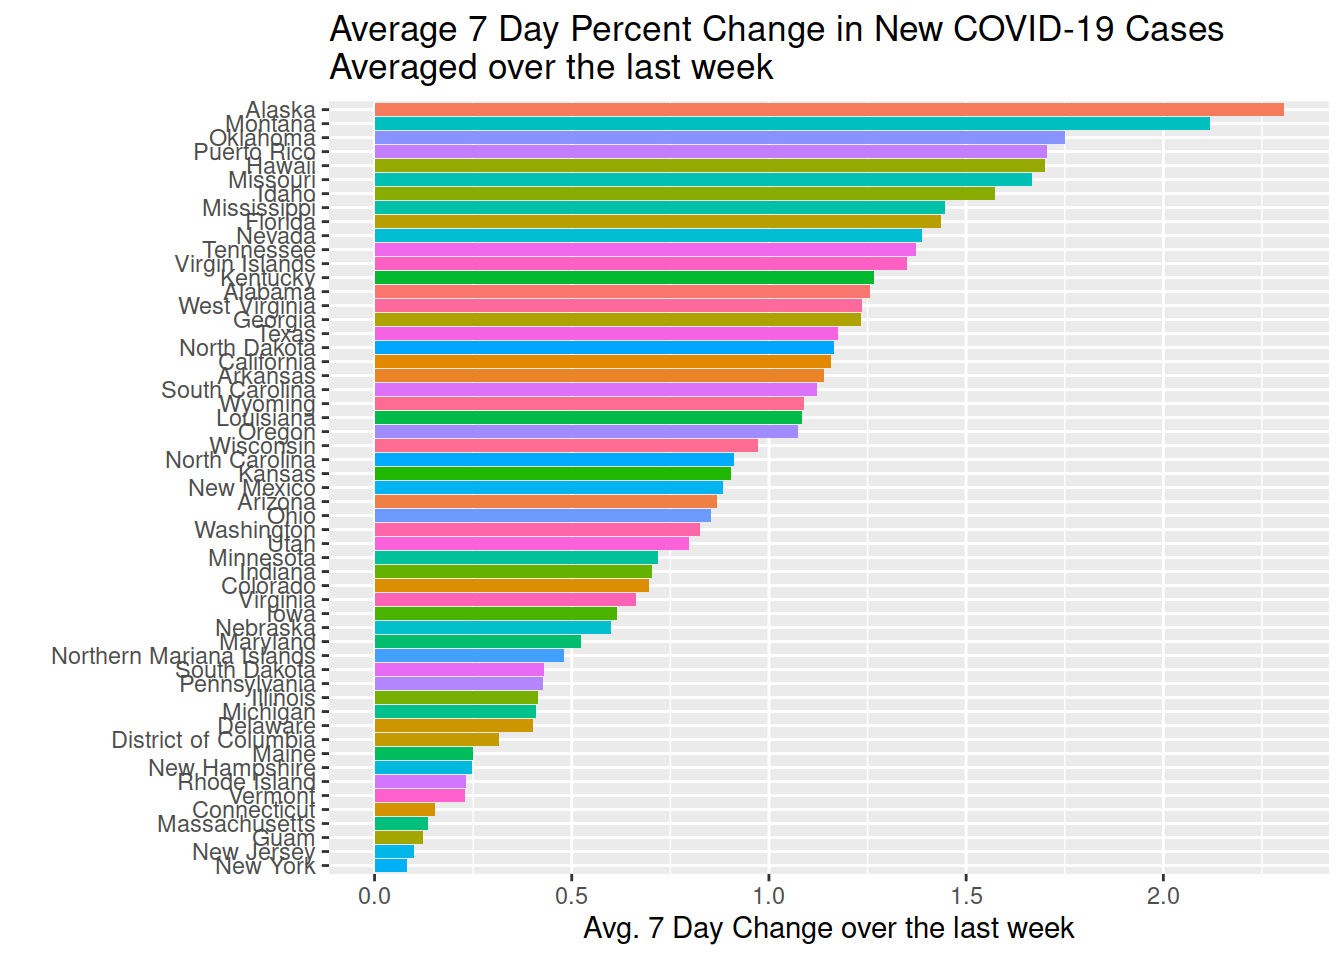 Average 7 Day Percent Change in New COVID-19 Cases
Averaged over the last week
Alaska
Montana
Oklahoma
Puerto Rico
Hawaii
Missouri
Idaho
Mississippi
Florida
Nevada
Tennessee
Virgin Islands
Kentucky
Alabama
West Virginia
Georgia
Texas
North Dakota
California
Arkansas
South Carolina
Wyoming
Louisiana
Oregon
Wisconsin
North Carolina
Kansas
New Mexico
Arizona
Ohio
Washington
Utah
Minnesota
Indiana
Colorado
Virginia
Iowa
Nebraska
Maryland
Northern Mariana Islands
South Dakota
Pennsylvania
Illinois
Michigan
Delaware
District of Columbia
Maine
New Hampshire
Rhode Island
Vermont
Connecticut
Massachusetts
Guam
New Jersey
New York
0.0 0.5 1.0 1.5 2.0
Avg. 7 Day Change over the last week